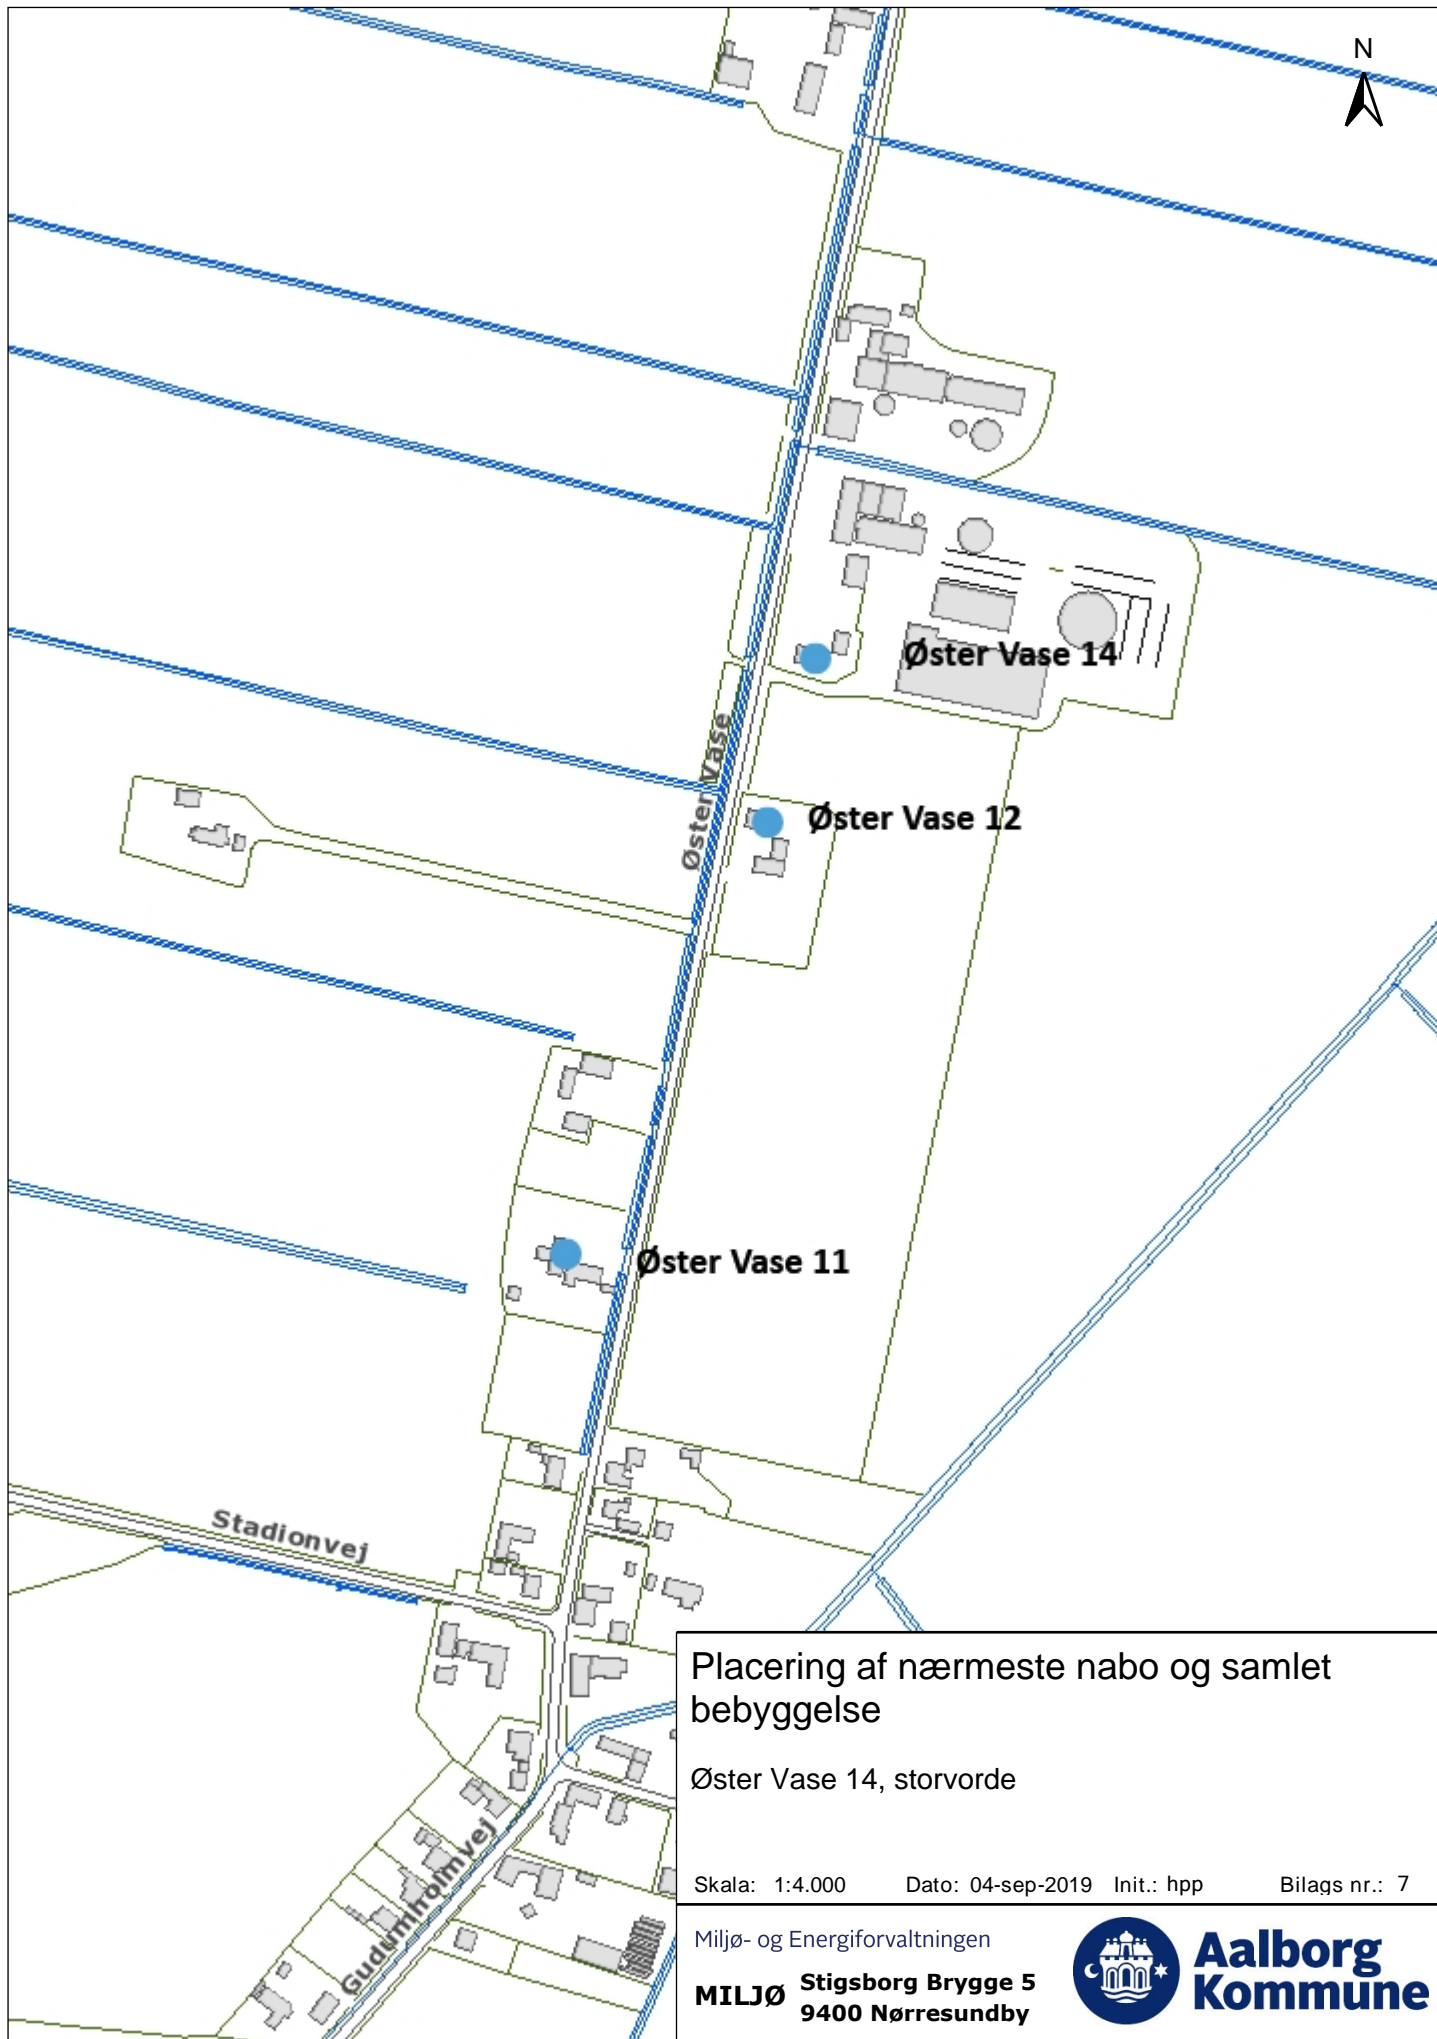 N
Øster Vase 14
Øster Vase
Øster Vase 12
Øster Vase 11
Stadionvej
Gudumholmvej
Placering af nærmeste nabo og samlet
bebyggelse
Øster Vase 14, storvorde
Skala: 1:4.000 Dato: 04-sep-2019 Init.: hpp Bilags nr.: 7
Miljø- og Energiforvaltningen
MILJØ Stigsborg Brygge 5
9400 Nørresundby
Aalborg
Kommune